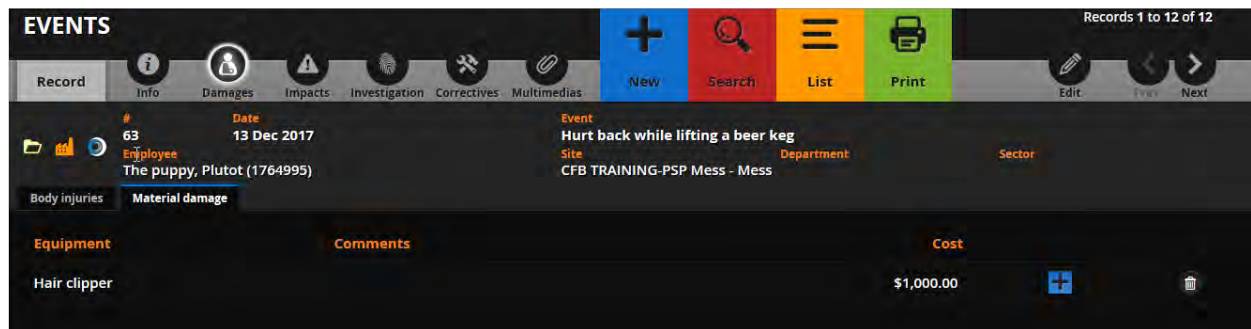 EVENTS
Records 1 to 12 of 12
Record Info Damages Impacts Investigation Correctives Multimedias New Search List Print Edit Prev Next
# Date Event
63 13 Dec 2017 Hurt back while lifting a beer keg
Employee Site Department Sector
The puppy, Plutot (1764995) CFB TRAINING-PSP Mess - Mess
Body injuries Material damage
Equipment Comments Cost
Hair clipper $1,000.00